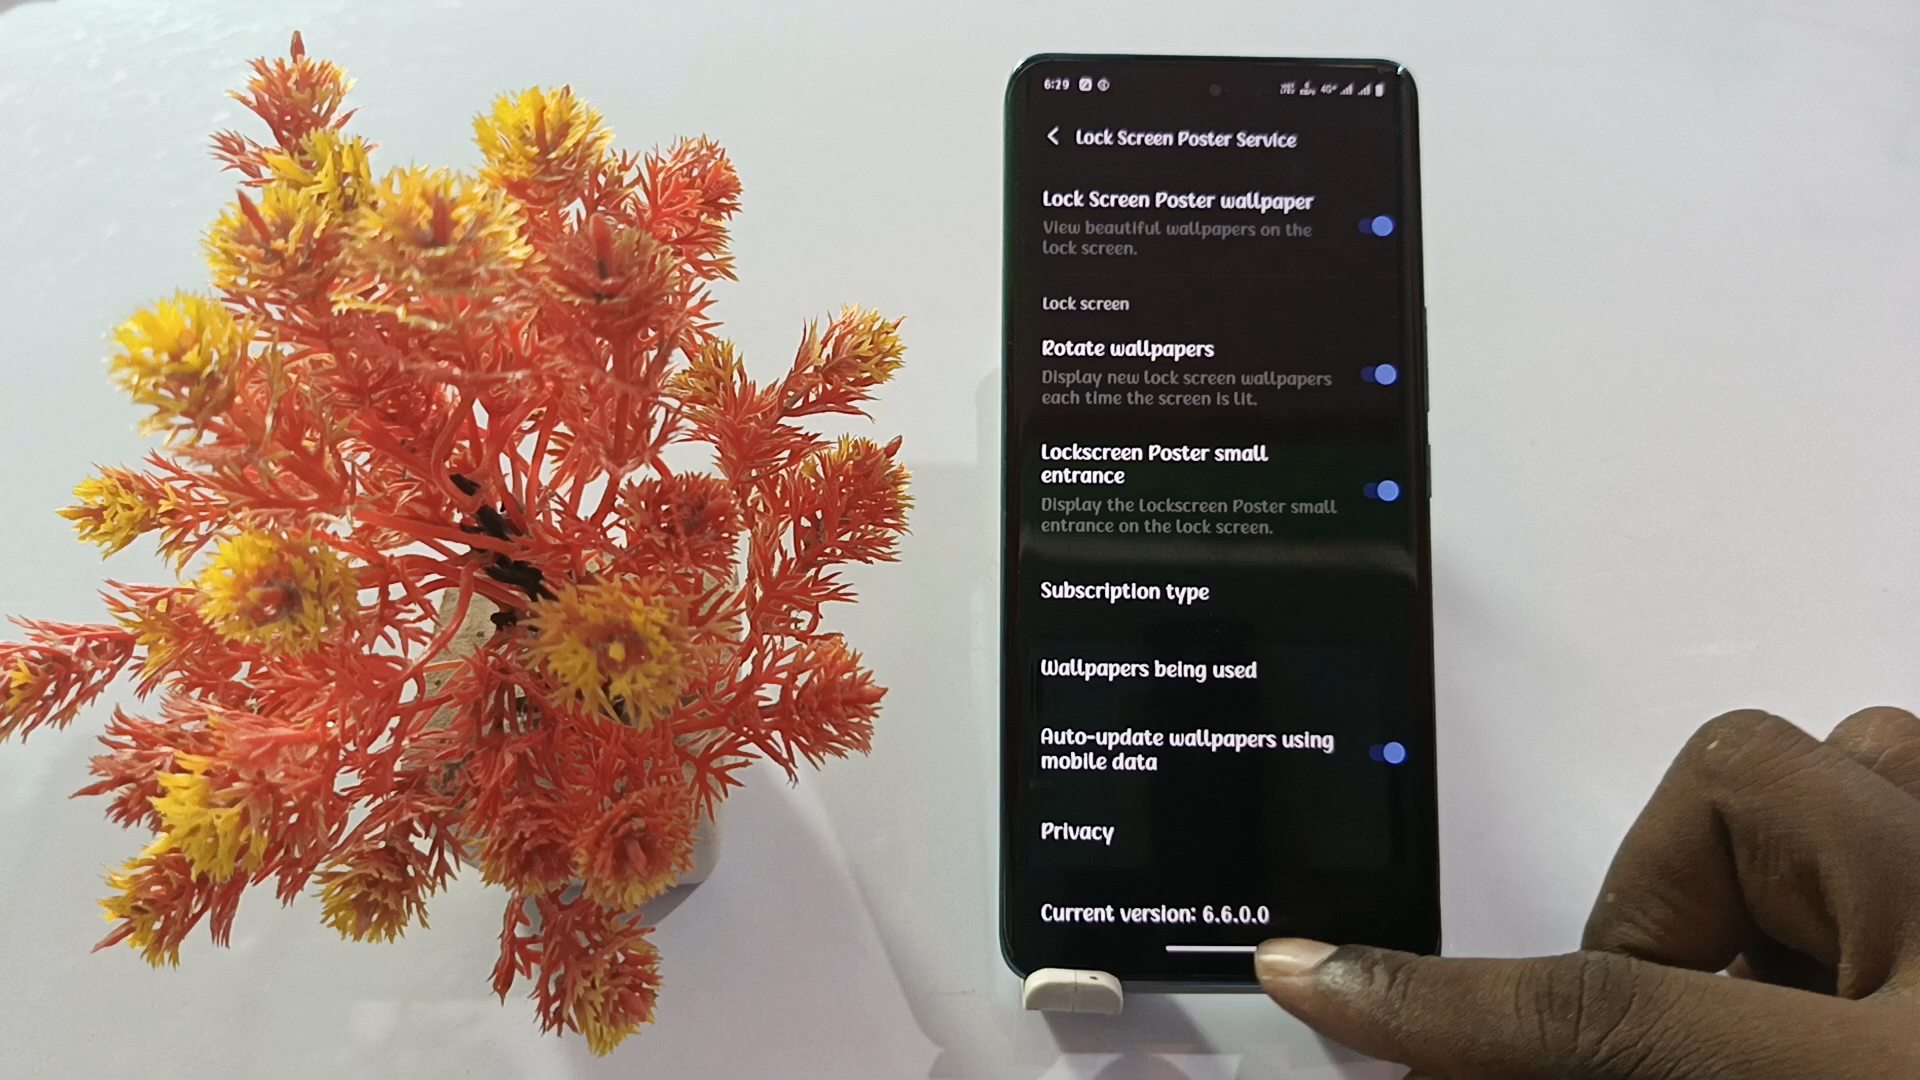 6:29
4G+
Lock Screen Poster Service
Lock Screen Poster wallpaper
View beautiful wallpapers on the
lock screen.
Lock screen
Rotate wallpapers
Display new lock screen wallpapers
each time the screen is lit.
Lockscreen Poster small
entrance
Display the Lockscreen Poster small
entrance on the lock screen.
Subscription type
Wallpapers being used
Auto-update wallpapers using
mobile data
Privacy
Current version: 6.6.0.0